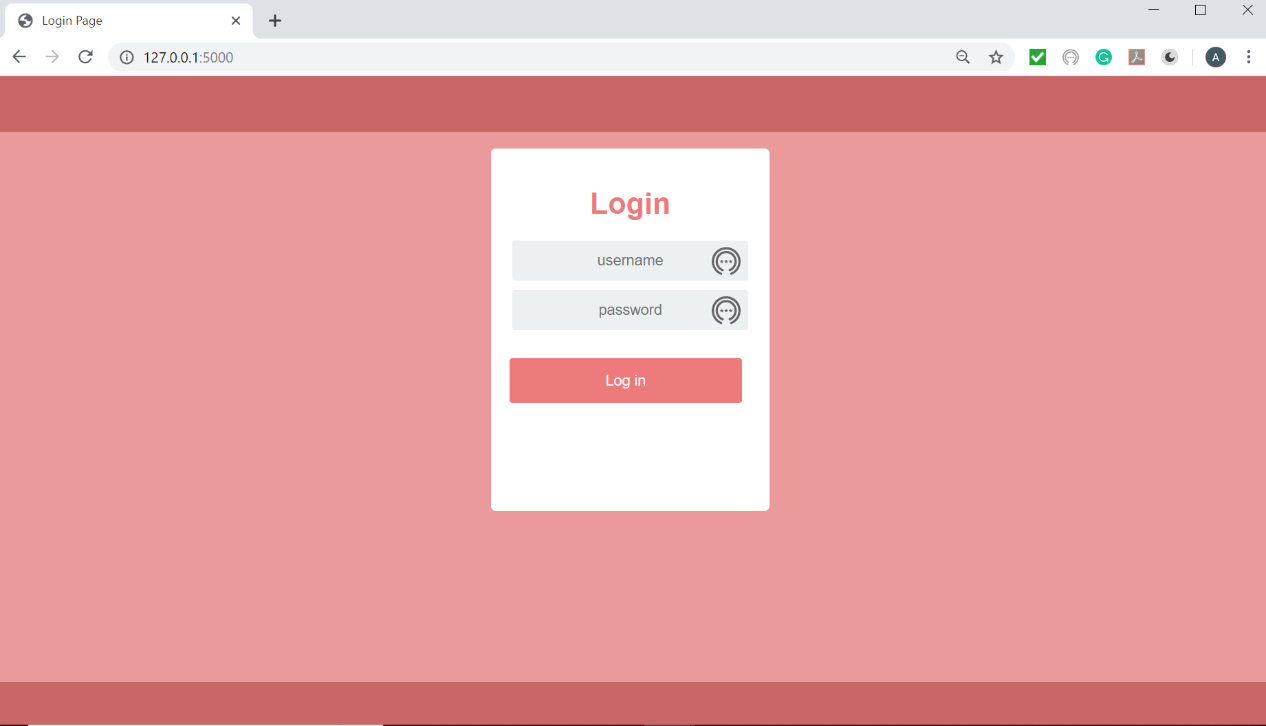 Login Page
127.0.0.1:5000
A
Login
username
password
Log in